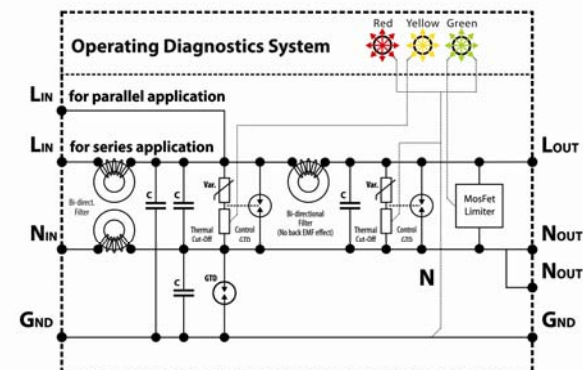 Red Yellow Green
Operating Diagnostics System
LIN for parallel application
LIN for series application
LOUT
Bi-direct.
Filter
C
C
Var.
Thermal
Cut-Off
Control
GTD
Bi-directional
Filter
(No back EMF effect)
C
Var.
Thermal
Cut-Off
Control
GTD
MosFet
Limiter
NIN
NOUT
NOUT
N
C
GTD
GND
GND